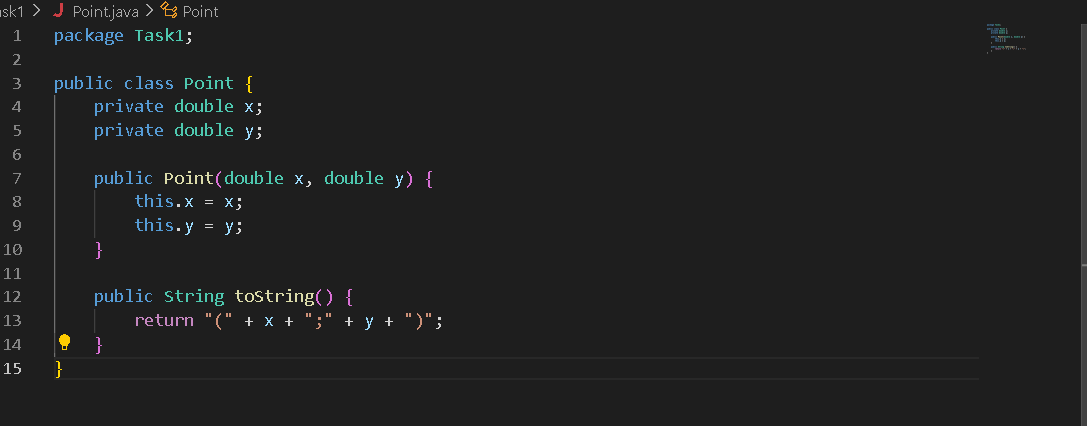 sk1 > Point.java > Point
1 package Task1;
2
3 public class Point {
4 private double x;
5 private double y;
6
7 public Point(double x, double y) {
8 this.x = x;
9 this.y = y;
10 }
11
12 public String toString() {
13 return "(" + x + ";" + y + ")";
14 }
15 }